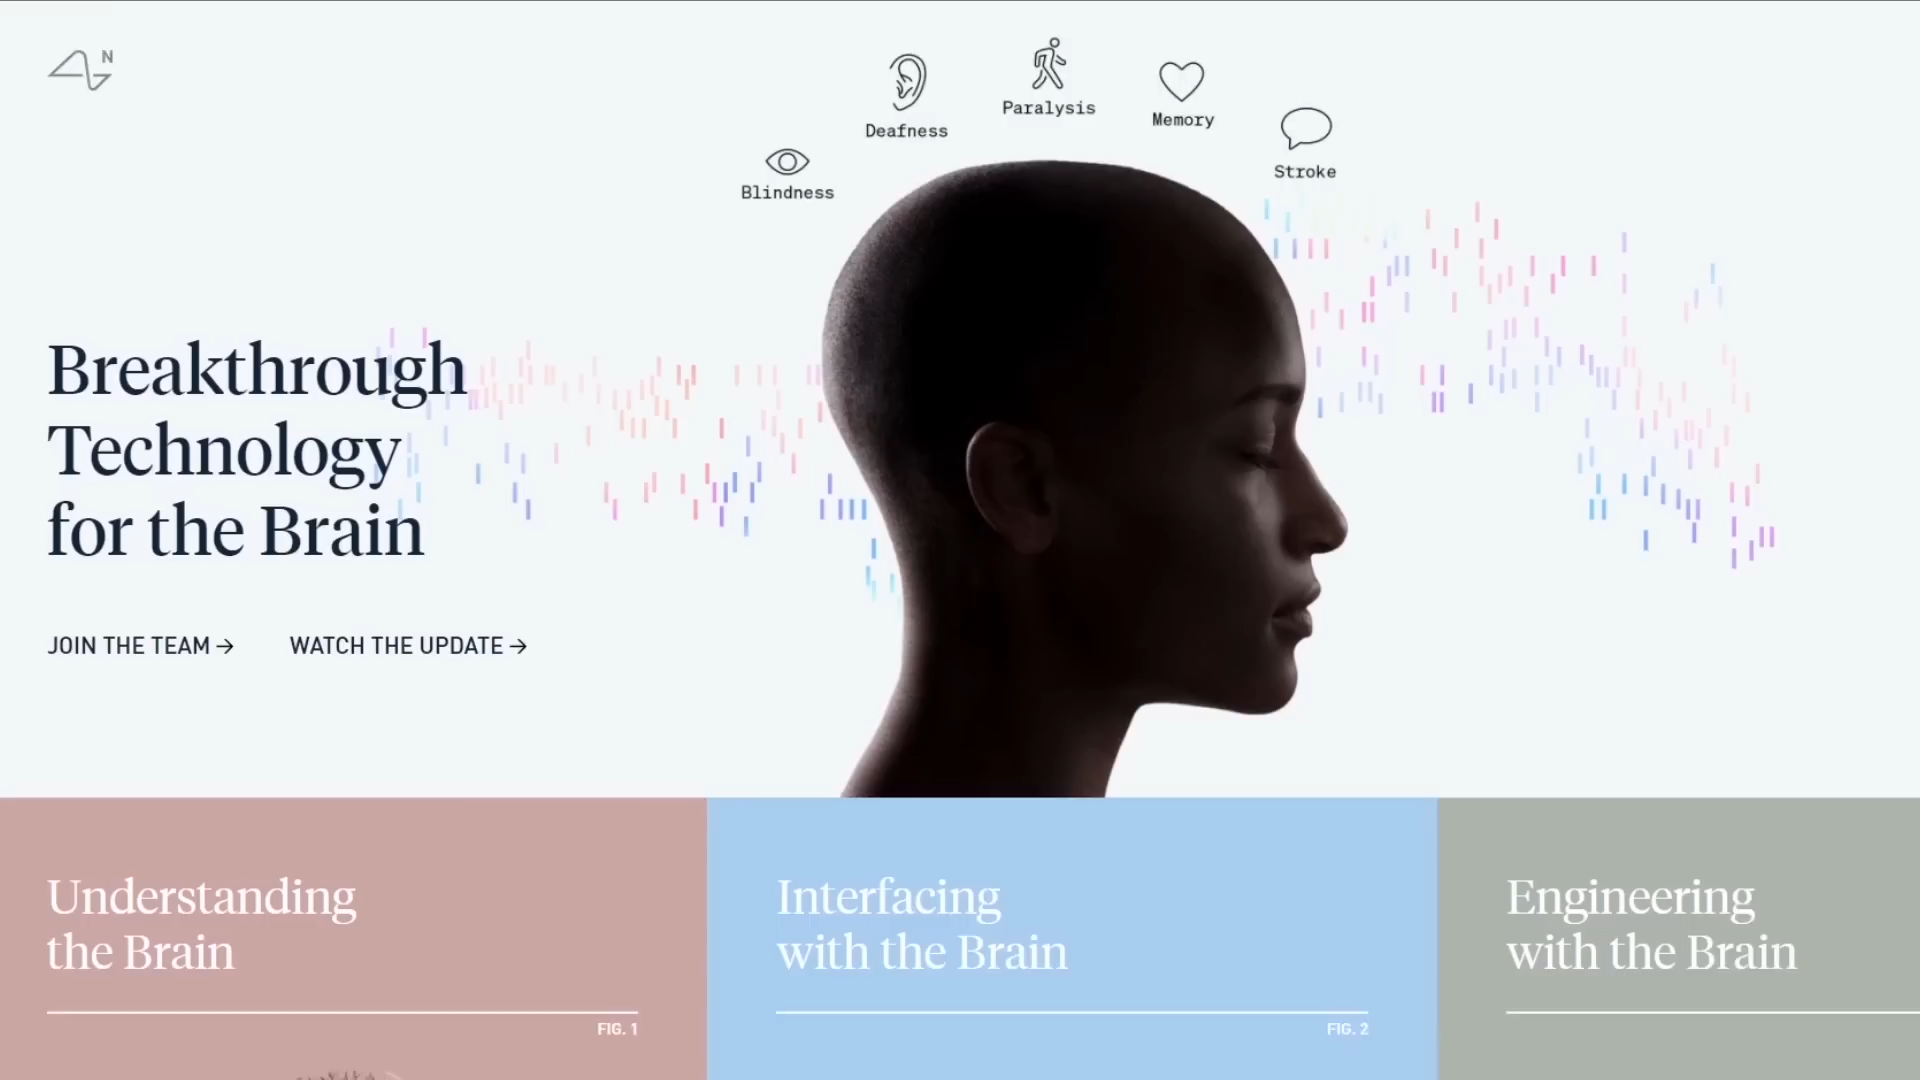 N
Deafness
Paralysis
Memory
Stroke
Blindness
Breakthrough
Technology
for the Brain
JOIN THE TEAM →
WATCH THE UPDATE →
Understanding
the Brain
FIG. 1
Interfacing
with the Brain
FIG. 2
Engineering
with the Brain